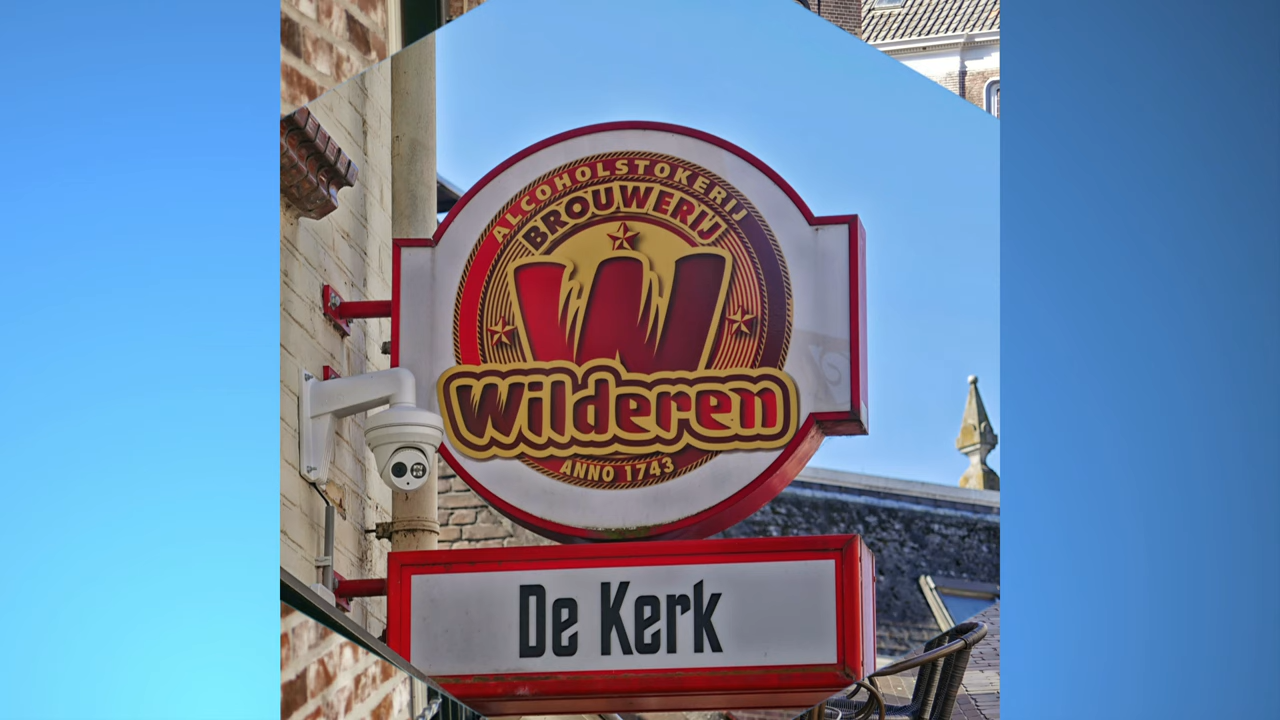 ALCOHOLSTOKERIJ
BROUWERIJ
W
Wilderen
ANNO 1743
De Kerk